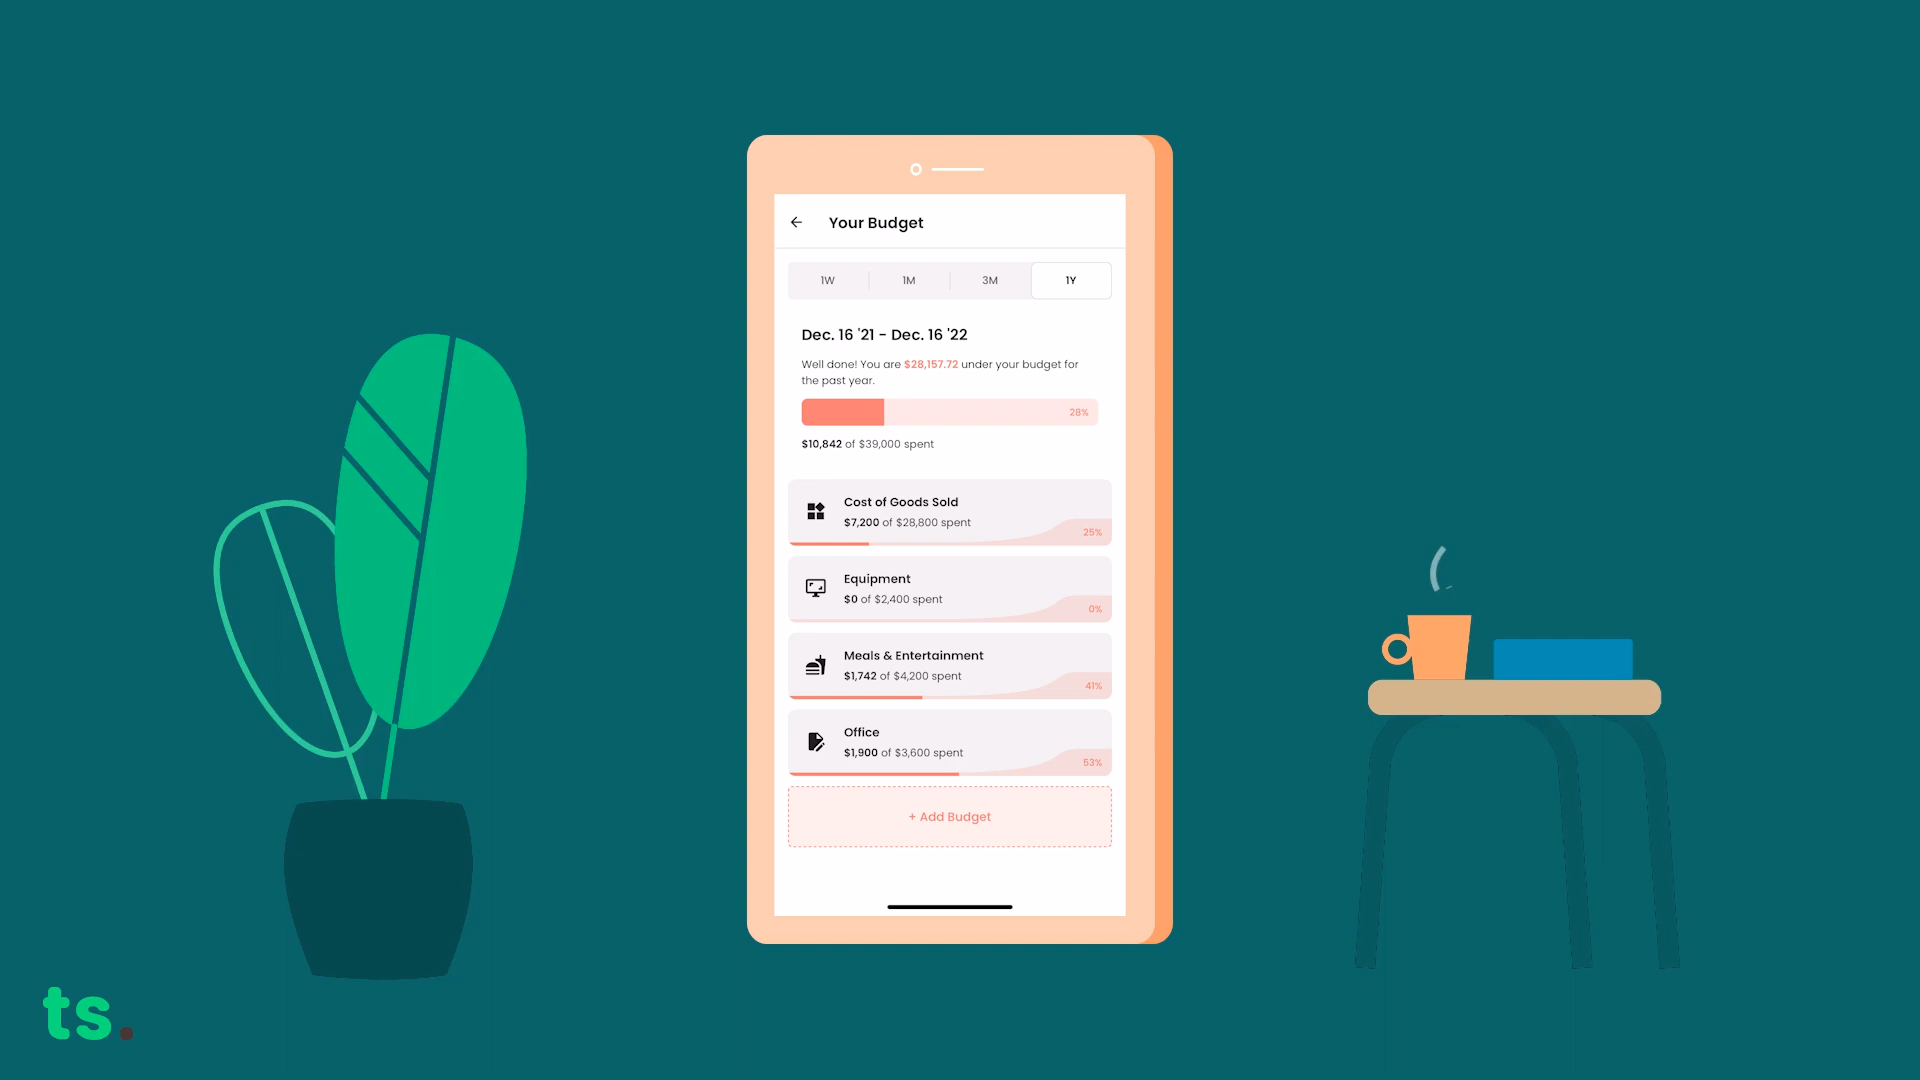 Your Budget
1W 1M 3M 1Y
Dec. 16 '21 - Dec. 16 '22
Well done! You are $28,157.72 under your budget for
the past year.
28%
$10,842 of $39,000 spent
Cost of Goods Sold
$7,200 of $28,800 spent
25%
Equipment
$0 of $2,400 spent
0%
Meals & Entertainment
$1,742 of $4,200 spent
41%
Office
$1,900 of $3,600 spent
53%
+ Add Budget
ts.